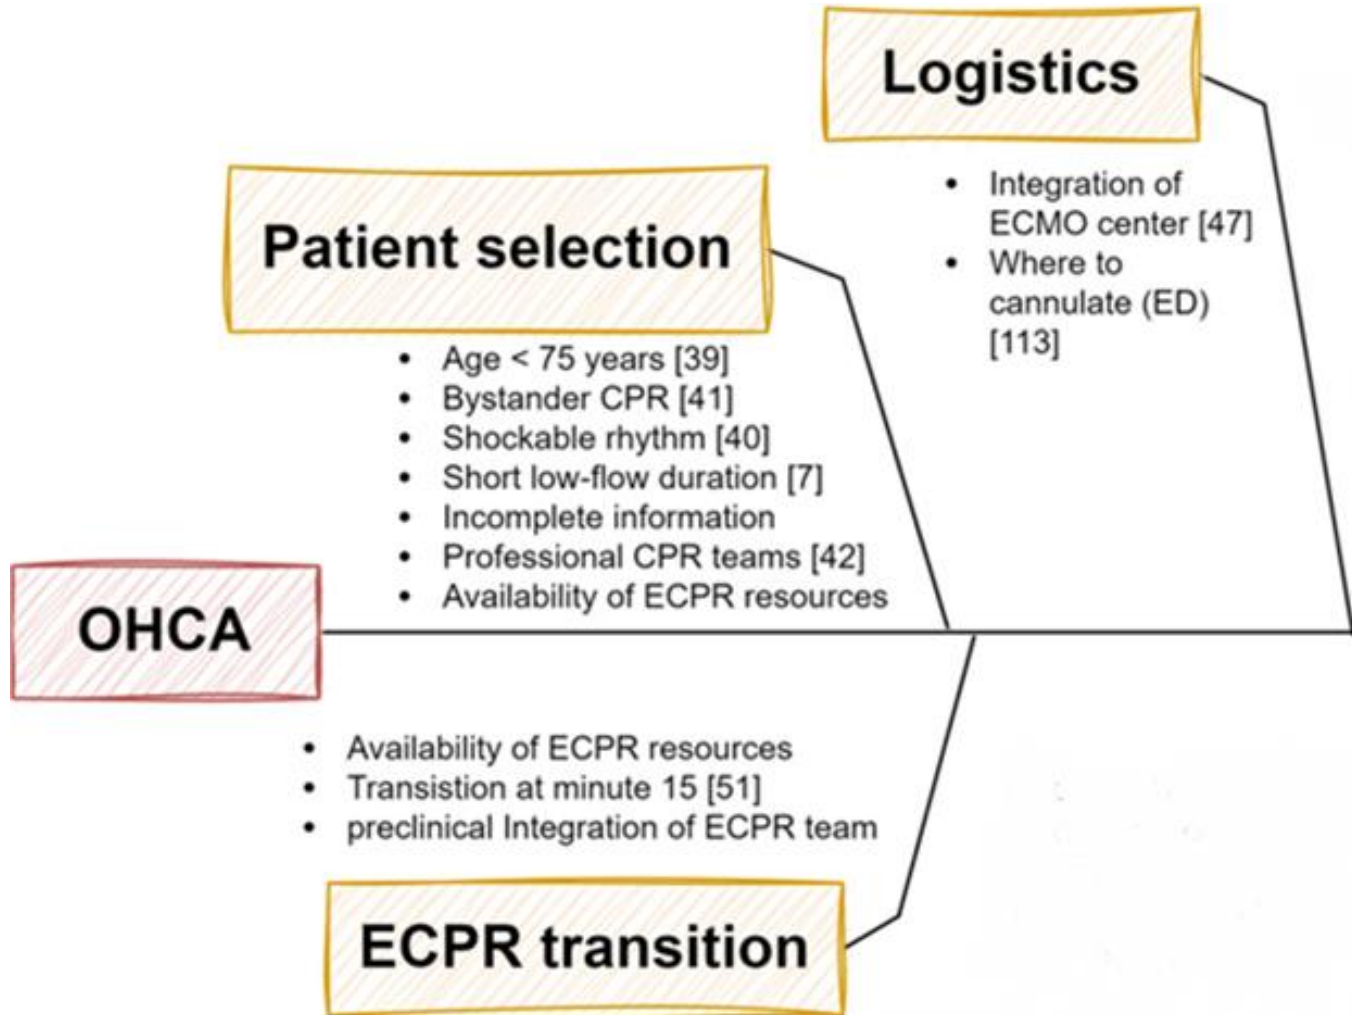 Logistics
• Integration of
ECMO center [47]
• Where to
cannulate (ED)
[113]
Patient selection
• Age < 75 years [39]
• Bystander CPR [41]
• Shockable rhythm [40]
• Short low-flow duration [7]
• Incomplete information
• Professional CPR teams [42]
• Availability of ECPR resources
OHCA
• Availability of ECPR resources
• Transistion at minute 15 [51]
• preclinical Integration of ECPR team
ECPR transition